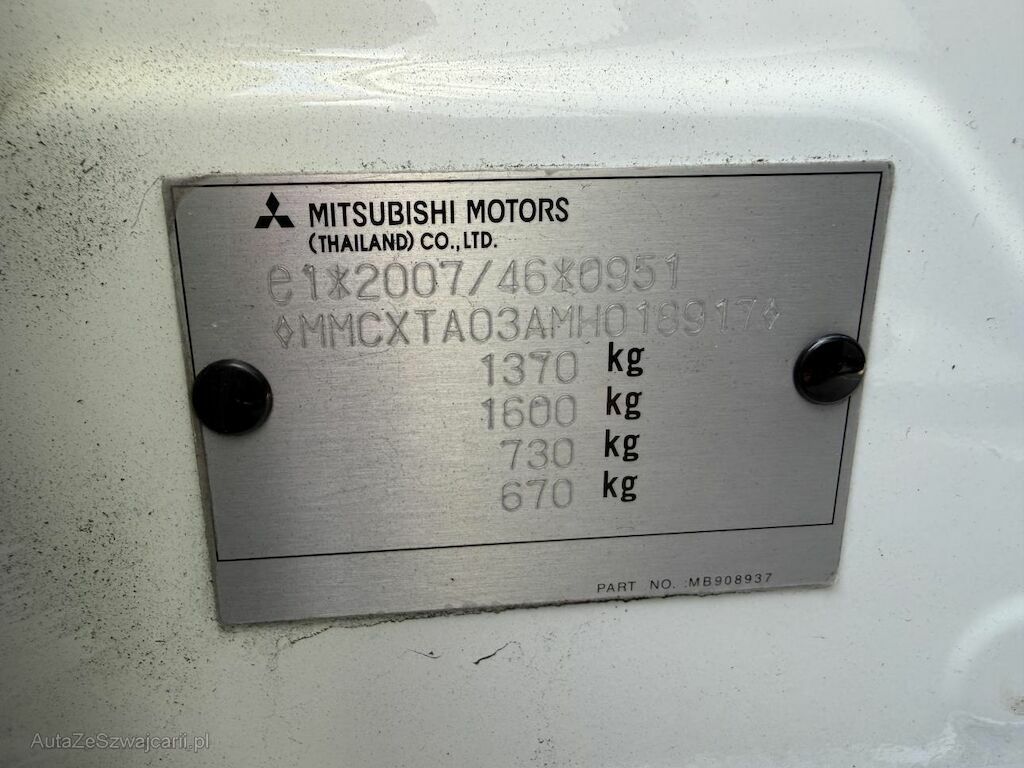 MITSUBISHI MOTORS
(THAILAND) CO.,LTD.
e1*2007/46*0951
◊MMCXTA03AMH018917◊
1370 kg
1600 kg
730 kg
670 kg
PART NO. :MB908937
AutaZeSzwajcarii.pl